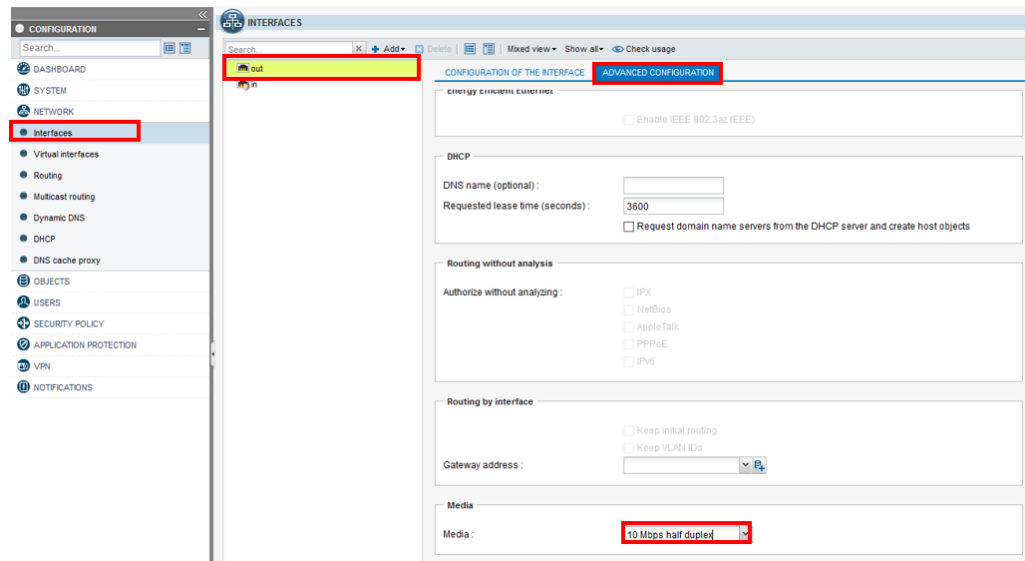 «
CONFIGURATION
Search...
DASHBOARD
SYSTEM
NETWORK
Interfaces
Virtual interfaces
Routing
Multicast routing
Dynamic DNS
DHCP
DNS cache proxy
OBJECTS
USERS
SECURITY POLICY
APPLICATION PROTECTION
VPN
NOTIFICATIONS
INTERFACES
Search... x + Add Delete | Mixed view Show all Check usage
out
in
CONFIGURATION OF THE INTERFACE ADVANCED CONFIGURATION
Energy Efficient Ethernet
Enable IEEE 802.3az (EEE)
DHCP
DNS name (optional) :
Requested lease time (seconds) : 3600
Request domain name servers from the DHCP server and create host objects
Routing without analysis
Authorize without analyzing : IPX
NetBios
AppleTalk
PPPoE
IPv6
Routing by interface
Keep initial routing
Keep VLAN IDs
Gateway address :
Media
Media : 10 Mbps half duplex